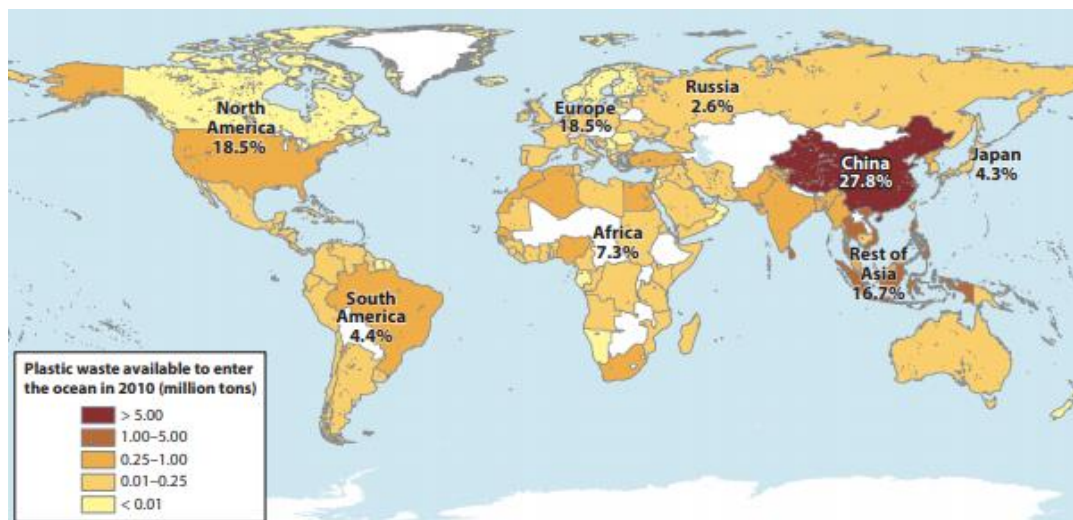 North
America
18.5%
Europe
18.5%
Russia
2.6%
China
27.8%
Japan
4.3%
Africa
7.3%
Rest of
Asia
16.7%
South
America
4.4%
Plastic waste available to enter
the ocean in 2010 (million tons)
> 5.00
1.00–5.00
0.25–1.00
0.01–0.25
< 0.01